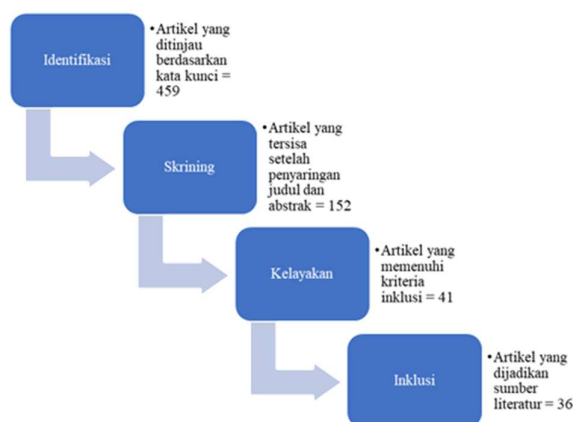 Identifikasi
•Artikel yang
ditinjau
berdasarkan
kata kunci =
459
Skrining
•Artikel yang
tersisa
setelah
penyaringan
judul dan
abstrak = 152
Kelayakan
•Artikel yang
memenuhi
kriteria
inklusi = 41
Inklusi
•Artikel yang
dijadikan
sumber
literatur = 36